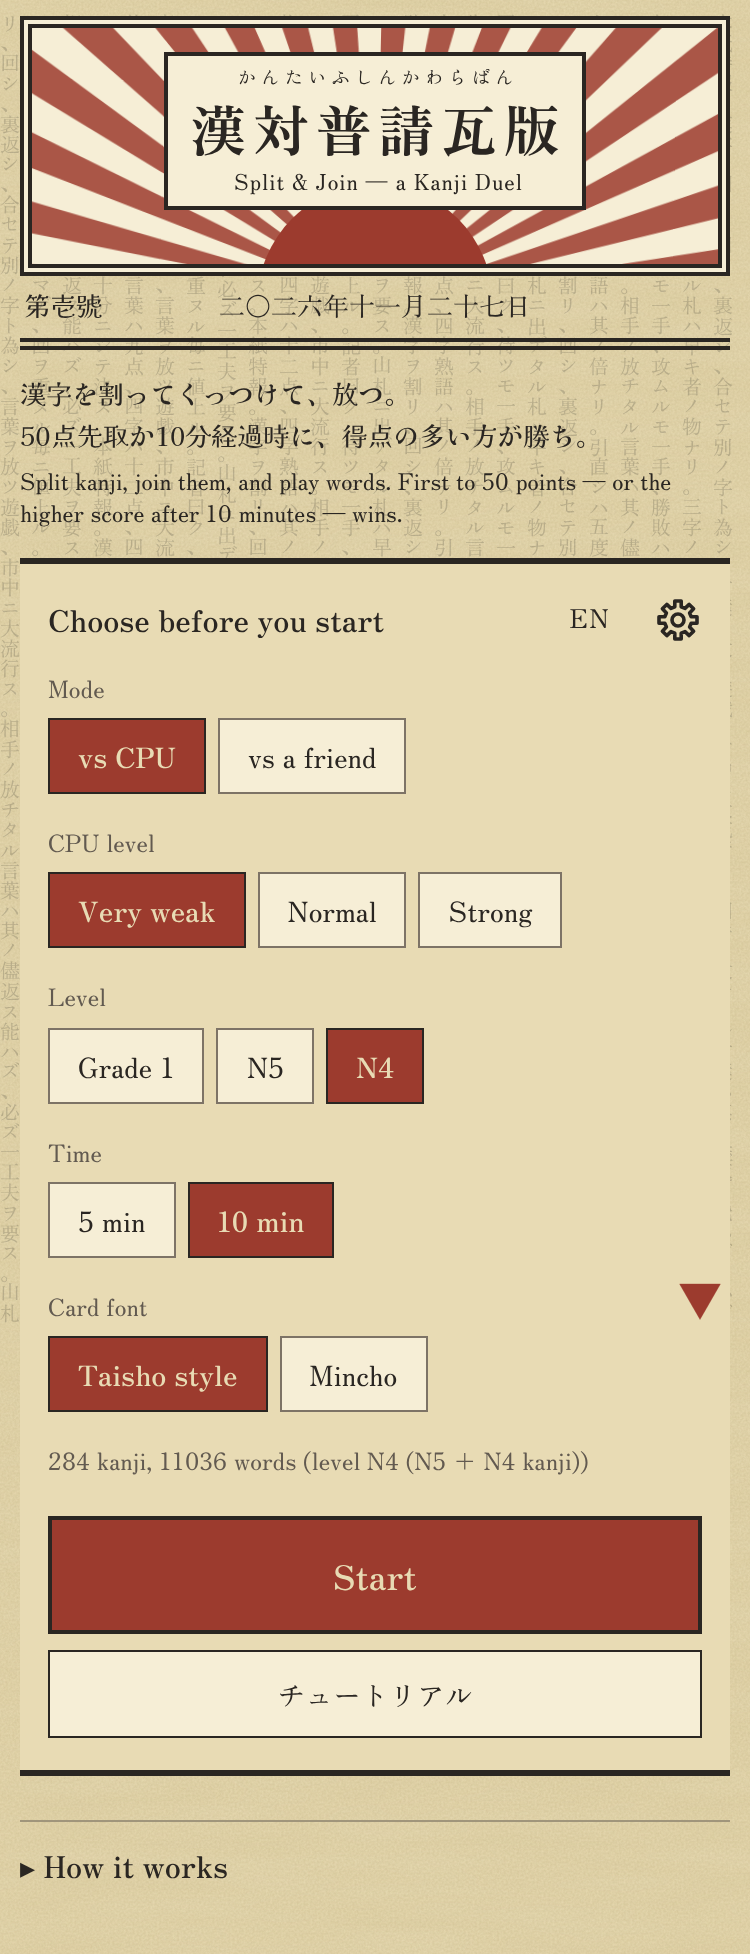 かんたいふしんかわらばん
漢対普請瓦版
Split & Join — a Kanji Duel
第壱號 二〇二六年十一月二十七日
漢字を割ってくっつけて、放つ。
50点先取か10分経過時に、得点の多い方が勝ち。
Split kanji, join them, and play words. First to 50 points — or the
higher score after 10 minutes — wins.
Choose before you start EN
Mode
vs CPU vs a friend
CPU level
Very weak Normal Strong
Level
Grade 1 N5 N4
Time
5 min 10 min
Card font
Taisho style Mincho
284 kanji, 11036 words (level N4 (N5 + N4 kanji))
Start
チュートリアル
▸ How it works